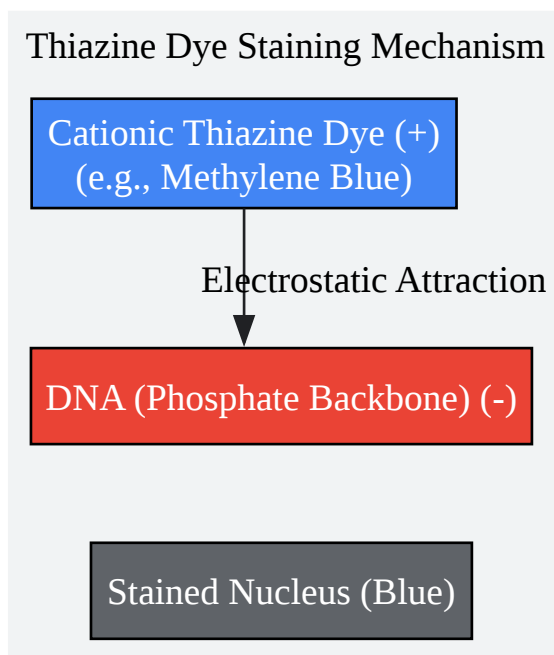 Thiazine Dye Staining Mechanism
Cationic Thiazine Dye (+)
(e.g., Methylene Blue)
Electrostatic Attraction
DNA (Phosphate Backbone) (-)
Stained Nucleus (Blue)